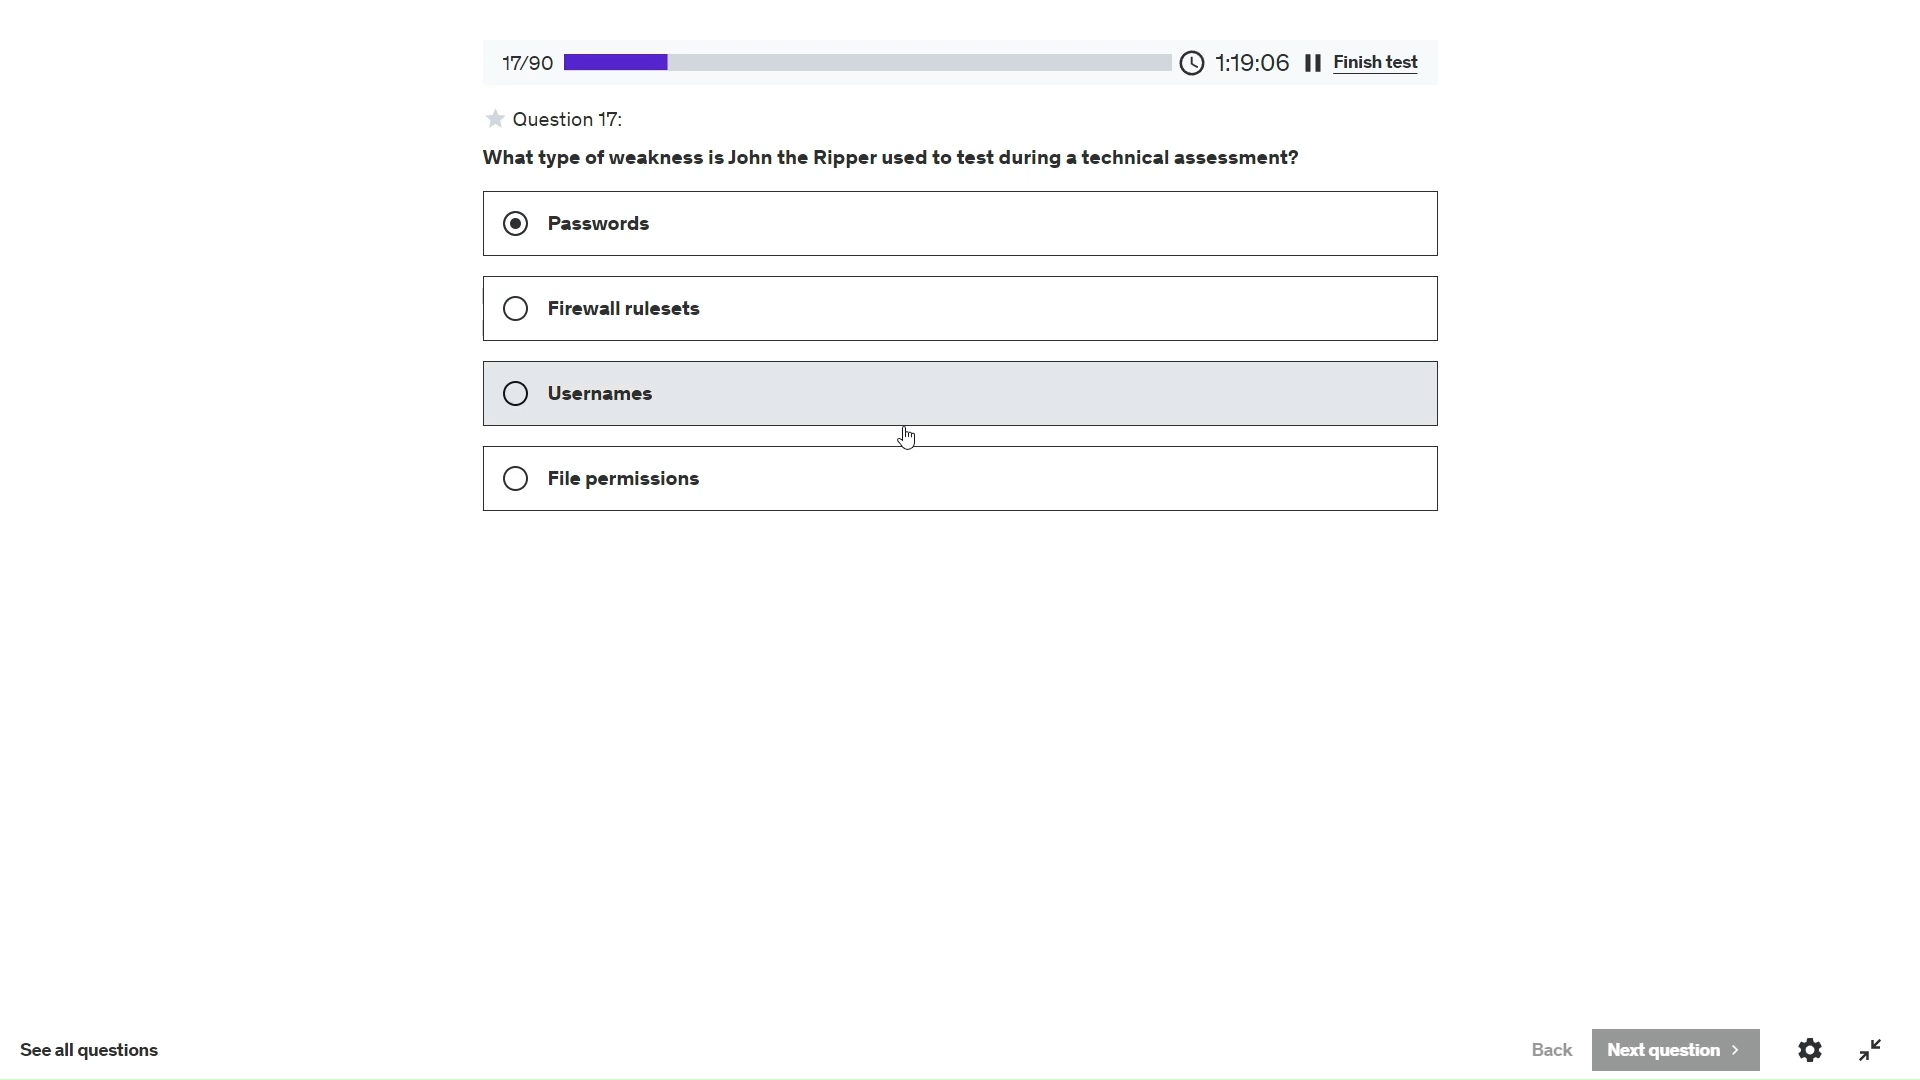 17/90
1:19:06
Finish test
Question 17:
What type of weakness is John the Ripper used to test during a technical assessment?
Passwords
Firewall rulesets
Usernames
File permissions
See all questions
Back
Next question